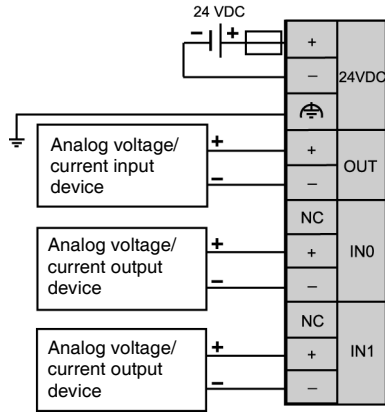 24 VDC
− + +
− 24VDC
Analog voltage/
current input
device
+ +
− −
OUT
NC
Analog voltage/
current output
device
+ +
− −
IN0
NC
Analog voltage/
current output
device
+ +
− −
IN1